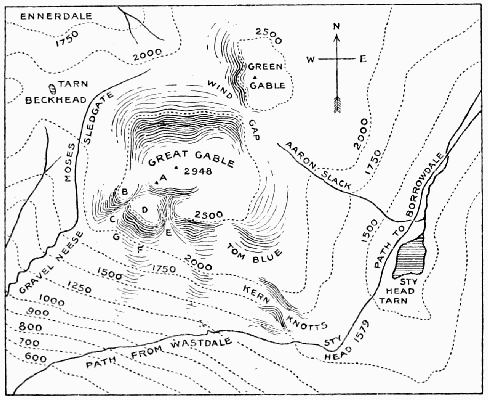 ENNERDALE
1750
2000
2500
N
W
E
GREEN
GABLE
TARN
BECKHEAD
WIND GAP
MOSES SLEDGATE
GREAT GABLE
2948
A
B
C
D
E
F
G
2500
2000
1750
AARON SLACK
PATH TO BORROWDALE
1500
TOM BLUE
GRAVEL NEESE
2000
1750
1500
1250
1000
900
800
700
600
KERN
KNOTTS
STY
HEAD
TARN
STY
HEAD 1579
PATH FROM WASTDALE